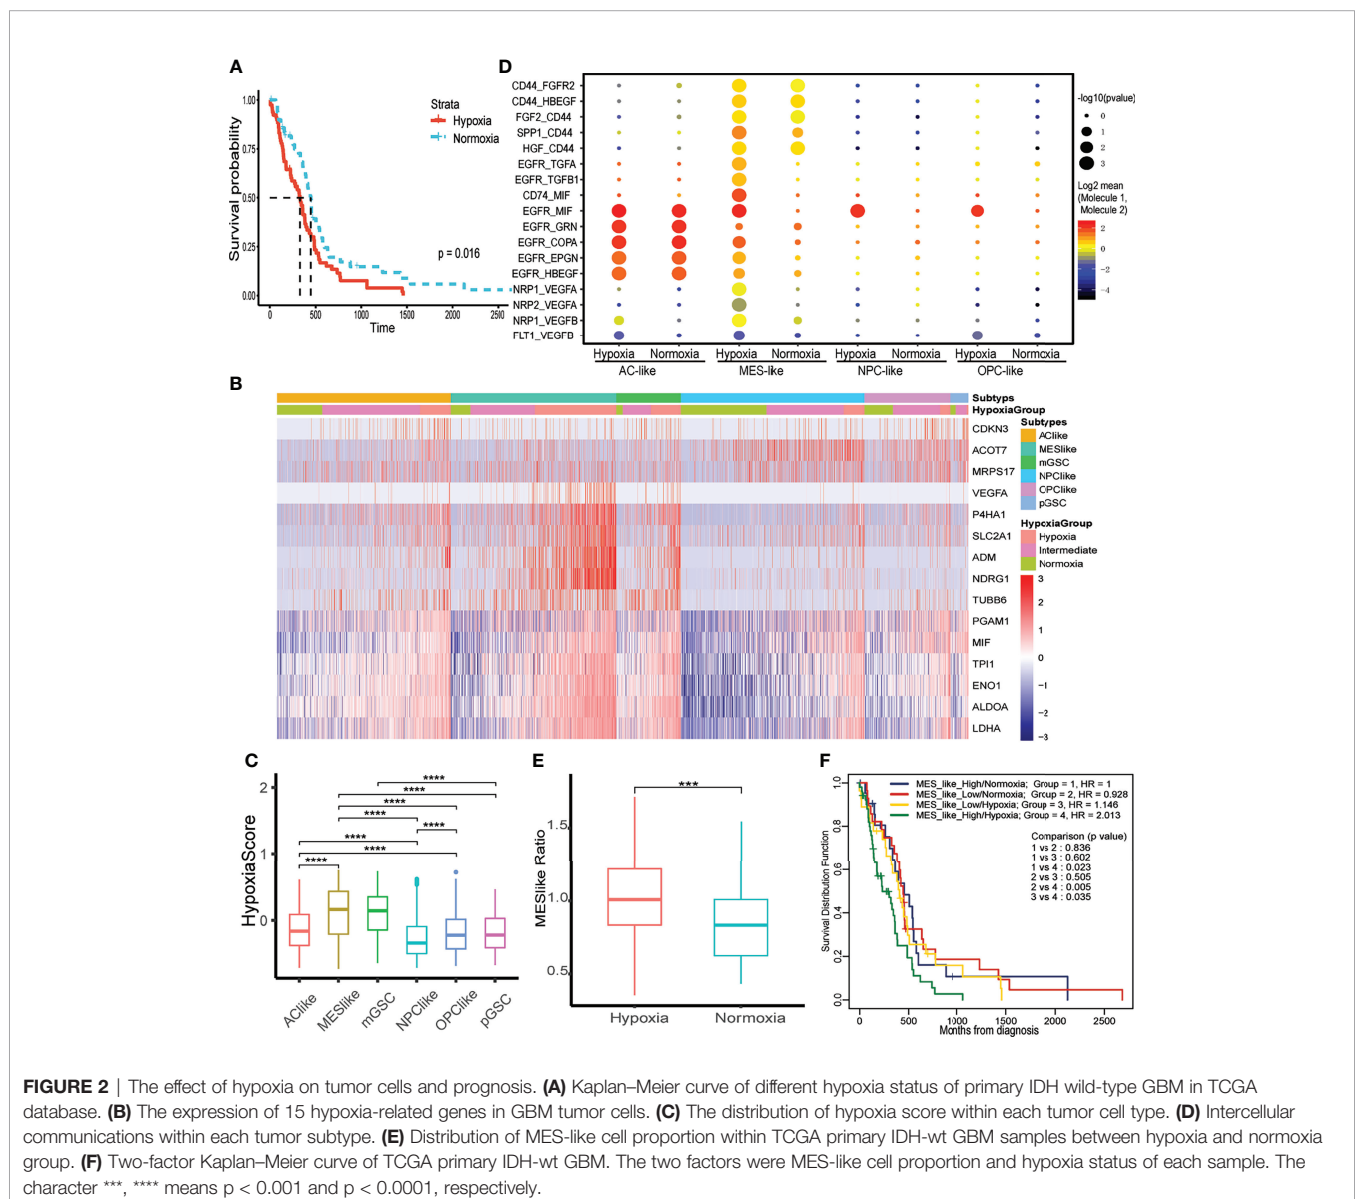 A
Survival probability
1.00
0.75
0.50
0.25
0.00
0
500
1000
1500
2000
2500
Time
Strata
Hypoxia
Normoxia
p = 0.016
D
CD44_FGFR2
CD44_HBEGF
FGF2_CD44
SPP1_CD44
HGF_CD44
EGFR_TGFA
EGFR_TGFB1
CD74_MIF
EGFR_MIF
EGFR_GRN
EGFR_COPA
EGFR_EPGN
EGFR_HBEGF
NRP1_VEGFA
NRP2_VEGFA
NRP1_VEGFB
FLT1_VEGFB
Hypoxia Normoxia Hypoxia Normoxia Hypoxia Normoxia Hypoxia Normoxia
AC-like MES-like NPC-like OPC-like
-log10(pvalue)
0
1
2
3
Log2 mean
(Molecule 1,
Molecule 2)
2
0
−2
−4
B
Subtyps
HypoxiaGroup
CDKN3
ACOT7
MRPS17
VEGFA
P4HA1
SLC2A1
ADM
NDRG1
TUBB6
PGAM1
MIF
TPI1
ENO1
ALDOA
LDHA
Subtypes
AClike
MESlike
mGSC
NPClike
OPClike
pGSC
HypoxiaGroup
Hypoxia
Intermediate
Normoxia
3
2
1
0
−1
−2
−3
C
HypoxiaScore
2
1
0
****
****
****
****
****
****
****
****
AClike
MESlike
mGSC
NPClike
OPClike
pGSC
E
MESlike Ratio
1.5
1.0
0.5
***
Hypoxia
Normoxia
F
Survival Distribution Function
1.0
0.8
0.6
0.4
0.2
0.0
0
500
1000
1500
2000
2500
Months from diagnosis
MES_like_High/Normoxia; Group = 1, HR = 1
MES_like_Low/Normoxia; Group = 2, HR = 0.928
MES_like_Low/Hypoxia; Group = 3, HR = 1.146
MES_like_High/Hypoxia; Group = 4, HR = 2.013
Comparison (p value)
1 vs 2 : 0.836
1 vs 3 : 0.602
1 vs 4 : 0.023
2 vs 3 : 0.505
2 vs 4 : 0.005
3 vs 4 : 0.035
FIGURE 2 | The effect of hypoxia on tumor cells and prognosis. (A) Kaplan–Meier curve of different hypoxia status of primary IDH wild-type GBM in TCGA
database. (B) The expression of 15 hypoxia-related genes in GBM tumor cells. (C) The distribution of hypoxia score within each tumor cell type. (D) Intercellular
communications within each tumor subtype. (E) Distribution of MES-like cell proportion within TCGA primary IDH-wt GBM samples between hypoxia and normoxia
group. (F) Two-factor Kaplan–Meier curve of TCGA primary IDH-wt GBM. The two factors were MES-like cell proportion and hypoxia status of each sample. The
character ***, **** means p < 0.001 and p < 0.0001, respectively.